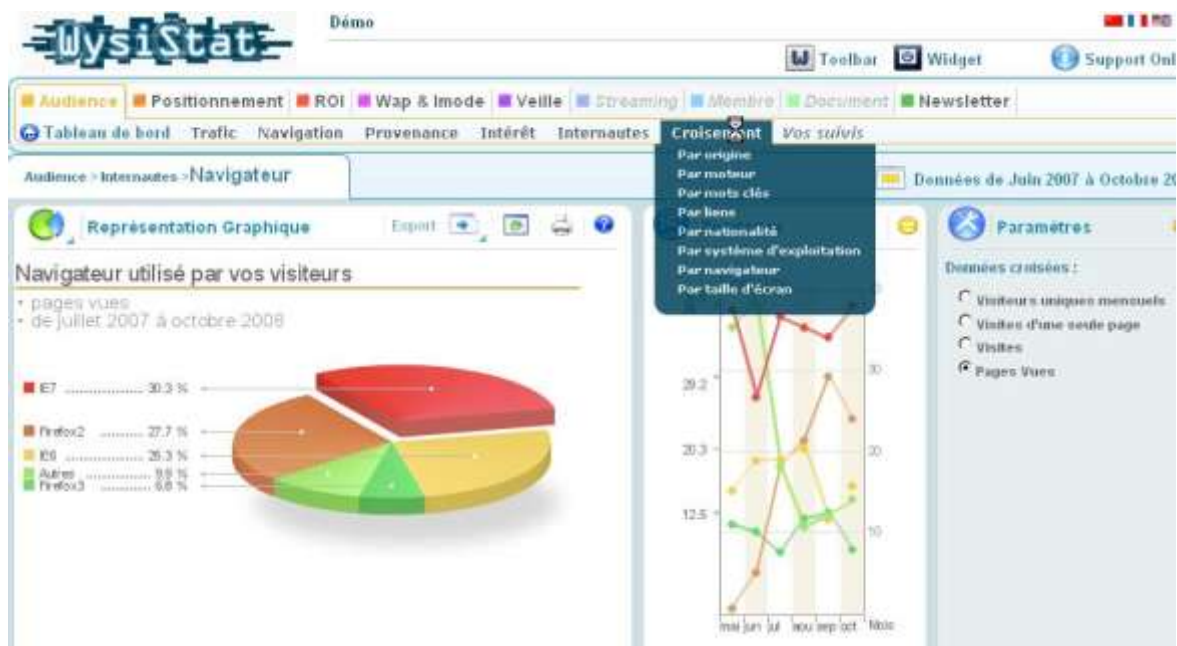 WysiStat
Démo
Toolbar Widget Support Onl
Audience Positionnement ROI Wap & Imode Veille Streaming Membre Document Newsletter
Tableau de bord Trafic Navigation Provenance Intérêt Internautes Croisement Vos suivis
Par origine
Par moteur
Par mots clés
Par liens
Par nationalité
Par système d'exploitation
Par navigateur
Par taille d'écran
Audience > Internautes > Navigateur
Données de Juin 2007 à Octobre 20
Représentation Graphique Export
Navigateur utilisé par vos visiteurs
• pages vues
• de juillet 2007 à octobre 2008
IE7 30.3 %
Firefox2 27.7 %
IE6 25.3 %
Autres 9.9 %
Firefox3 6.8 %
30
20
10
12.5
mai jun jul aou sep oct Mois
Paramètres
Données croisées :
Visiteurs uniques mensuels
Visites d'une seule page
Visites
Pages Vues